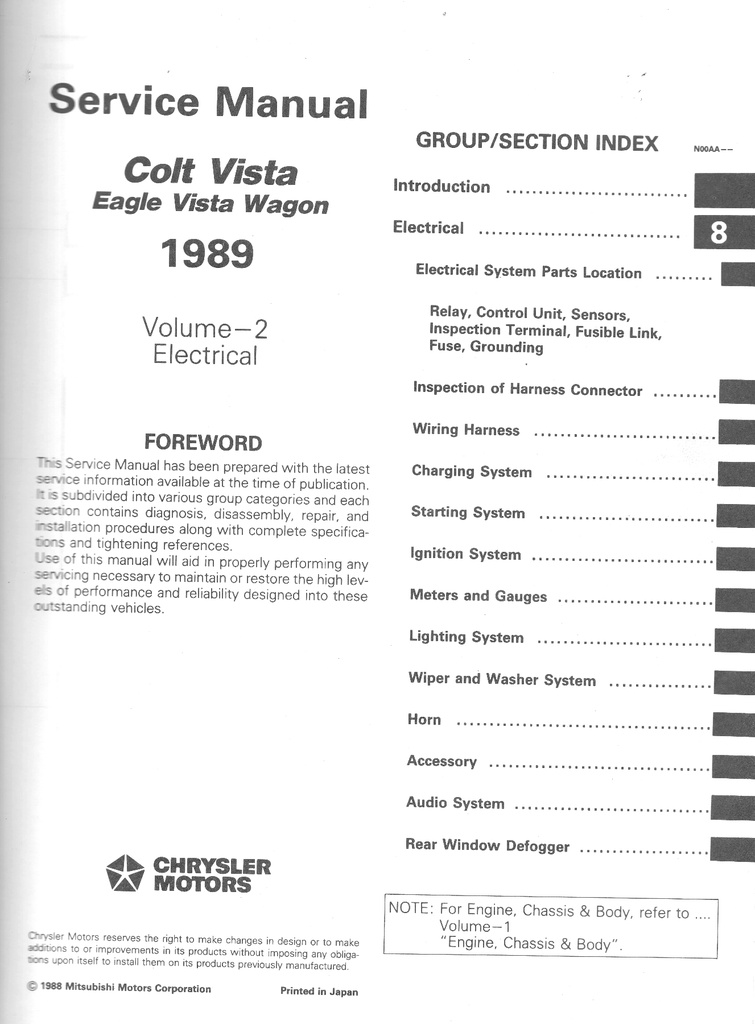 Service Manual
Colt Vista
Eagle Vista Wagon
1989
Volume–2
Electrical
FOREWORD
This Service Manual has been prepared with the latest
service information available at the time of publication.
It is subdivided into various group categories and each
section contains diagnosis, disassembly, repair, and
installation procedures along with complete specifica-
tions and tightening references.
Use of this manual will aid in properly performing any
servicing necessary to maintain or restore the high lev-
els of performance and reliability designed into these
outstanding vehicles.
CHRYSLER
MOTORS
Chrysler Motors reserves the right to make changes in design or to make
additions to or improvements in its products without imposing any obliga-
tions upon itself to install them on its products previously manufactured.
© 1988 Mitsubishi Motors Corporation Printed in Japan
GROUP/SECTION INDEX N00AA––
Introduction ............................
Electrical ............................... 8
Electrical System Parts Location .........
Relay, Control Unit, Sensors,
Inspection Terminal, Fusible Link,
Fuse, Grounding
Inspection of Harness Connector ..........
Wiring Harness ............................
Charging System ..........................
Starting System ...........................
Ignition System ............................
Meters and Gauges ........................
Lighting System ...........................
Wiper and Washer System ................
Horn .......................................
Accessory ..................................
Audio System ..............................
Rear Window Defogger ....................
NOTE: For Engine, Chassis & Body, refer to ....
Volume–1
"Engine, Chassis & Body".